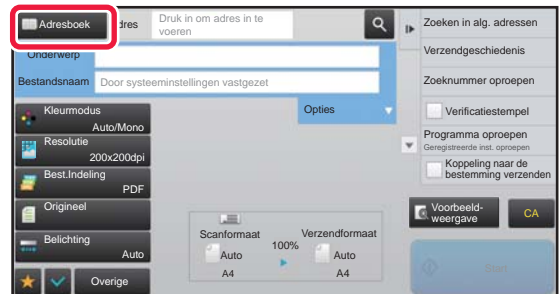 Adresboek
dres
Druk in om adres in te
voeren
Onderwerp
Bestandsnaam
Door systeeminstellingen vastgezet
Opties
Kleurmodus
Auto/Mono
Resolutie
200x200dpi
Best.Indeling
PDF
Origineel
Belichting
Auto
Overige
Scanformaat
Auto
A4
100%
Verzendformaat
Auto
A4
Zoeken in alg. adressen
Verzendgeschiedenis
Zoeknummer oproepen
Verificatiestempel
Programma oproepen
Geregistreerde inst. oproepen
Koppeling naar de
bestemming verzenden
Voorbeeld-
weergave
CA
Start